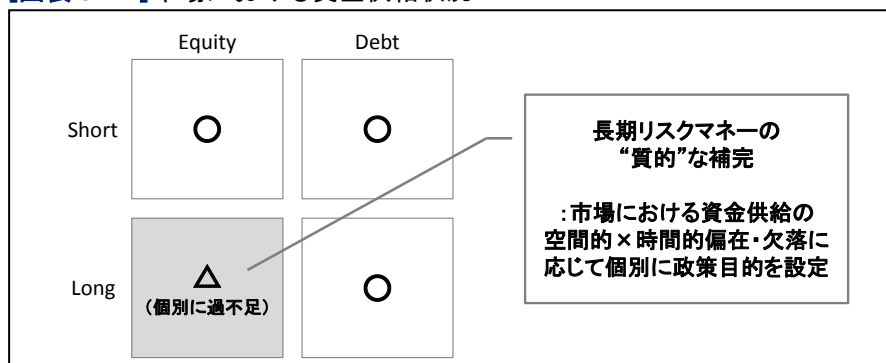 Equity Debt
Short ○ ○
長期リスクマネーの
“質的”な補完
:市場における資金供給の
空間的×時間的偏在・欠落に
応じて個別に政策目的を設定
Long △ ○
(個別に過不足)